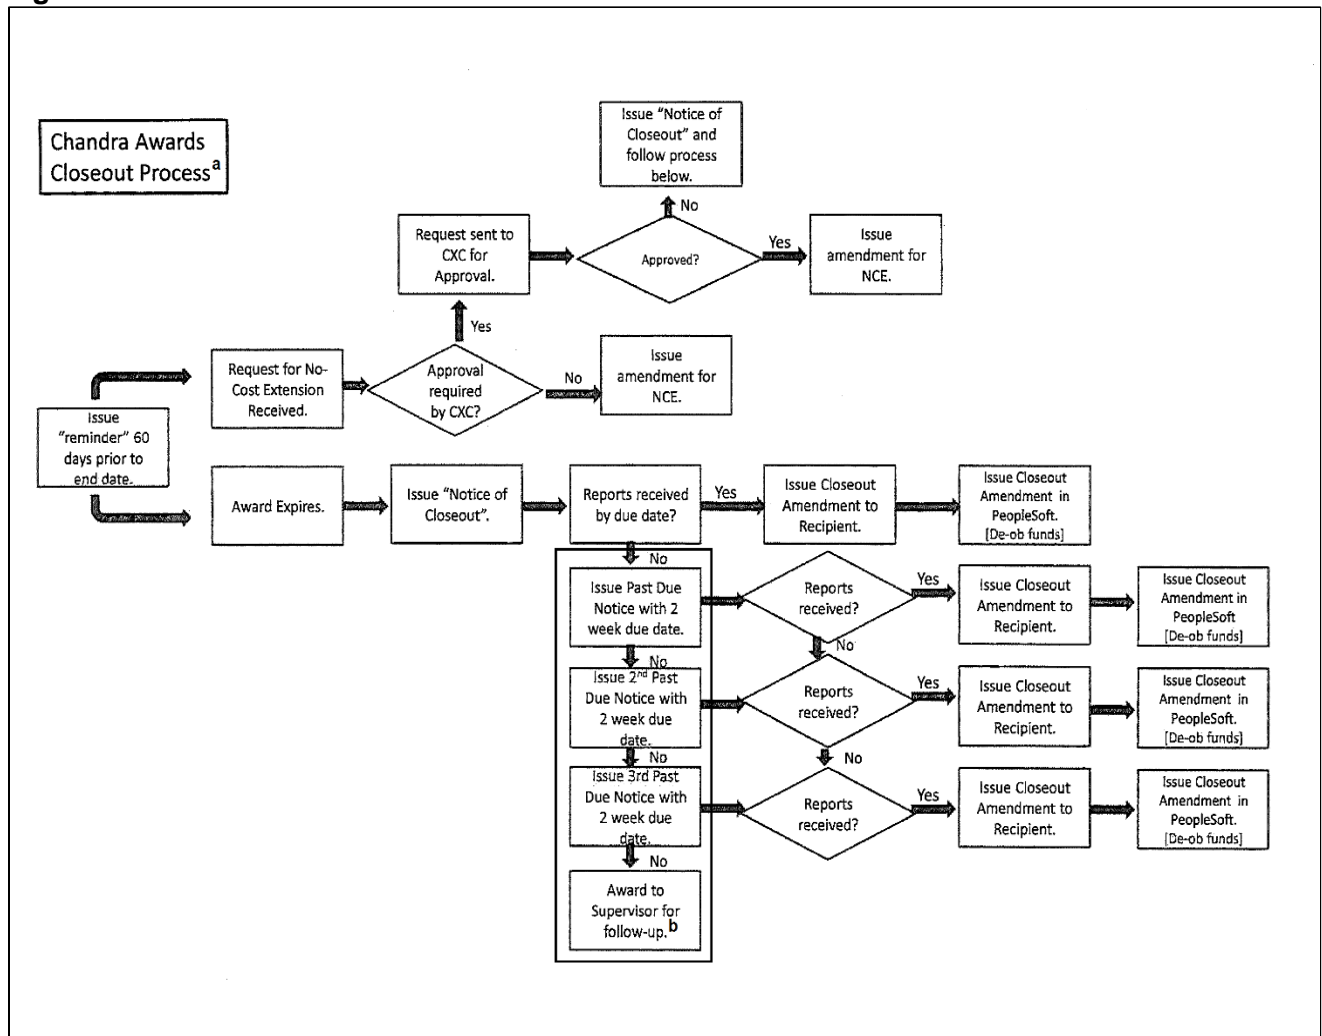 Chandra Awards
Closeout Processa
Issue “Notice of
Closeout” and
follow process
below.
No
Request sent to
CXC for
Approval.
Approved?
Yes
Issue
amendment for
NCE.
Yes
Request for No-
Cost Extension
Received.
Approval
required
by CXC?
No
Issue
amendment for
NCE.
Issue
“reminder” 60
days prior to
end date.
Award Expires.
Issue “Notice of
Closeout”.
Reports received
by due date?
Yes
Issue Closeout
Amendment to
Recipient.
Issue Closeout
Amendment in
PeopleSoft.
[De-ob funds]
No
Issue Past Due
Notice with 2
week due date.
Reports
received?
Yes
Issue Closeout
Amendment to
Recipient.
Issue Closeout
Amendment in
PeopleSoft
[De-ob funds]
No
No
Issue 2nd Past
Due Notice with
2 week due
date.
Reports
received?
Yes
Issue Closeout
Amendment to
Recipient.
Issue Closeout
Amendment in
PeopleSoft.
[De-ob funds]
No
No
Issue 3rd Past
Due Notice with
2 week due
date.
Reports
received?
Yes
Issue Closeout
Amendment to
Recipient.
Issue Closeout
Amendment in
PeopleSoft.
[De-ob funds]
No
Award to
Supervisor for
follow-up.b